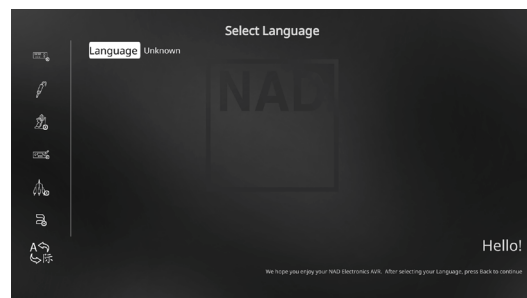 Select Language
Language Unknown
NAD
A
Hello!
We hope you enjoy your NAD Electronics AVR. After selecting your Language, press Back to continue